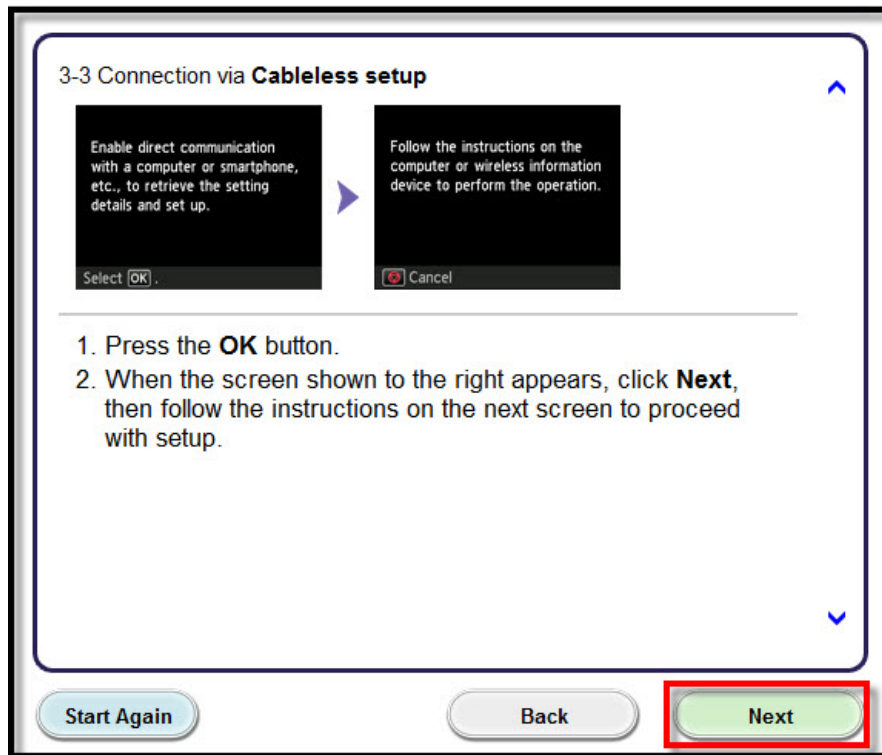 3-3 Connection via Cableless setup
Enable direct communication
with a computer or smartphone,
etc., to retrieve the setting
details and set up.
Select OK .
Follow the instructions on the
computer or wireless information
device to perform the operation.
Cancel
1. Press the OK button.
2. When the screen shown to the right appears, click Next,
then follow the instructions on the next screen to proceed
with setup.
Start Again
Back
Next